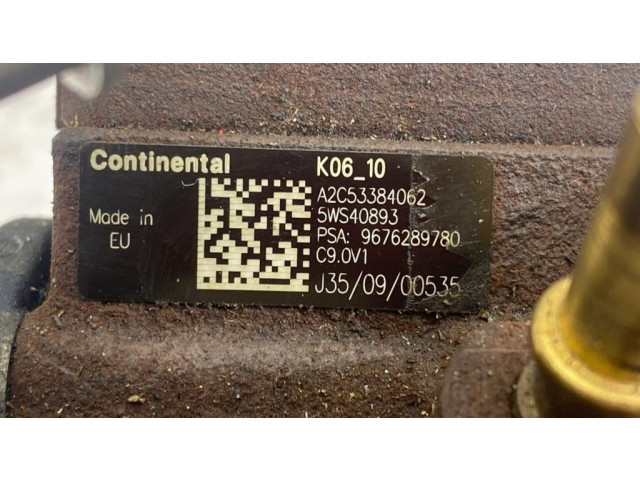 Continental
K06_10
A2C53384062
5WS40893
Made in
EU
PSA: 9676289780
C9.0V1
J35/09/00535